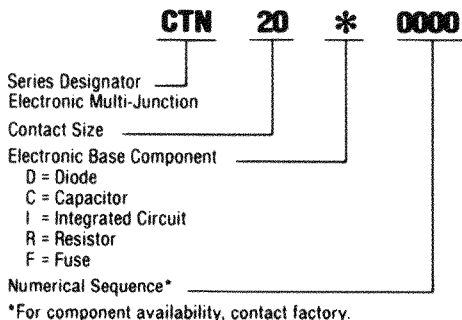 CTN 20 * 0000
Series Designator
Electronic Multi-Junction
Contact Size
Electronic Base Component
D = Diode
C = Capacitor
I = Integrated Circuit
R = Resistor
F = Fuse
Numerical Sequence*
*For component availability, contact factory.